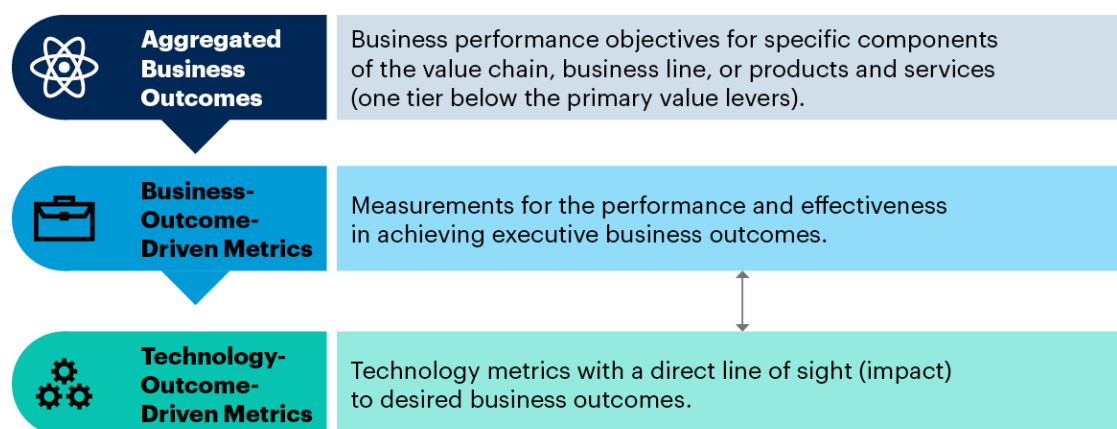 Aggregated
Business
Outcomes
Business performance objectives for specific components
of the value chain, business line, or products and services
(one tier below the primary value levers).
Business-
Outcome-
Driven Metrics
Measurements for the performance and effectiveness
in achieving executive business outcomes.
Technology-
Outcome-
Driven Metrics
Technology metrics with a direct line of sight (impact)
to desired business outcomes.